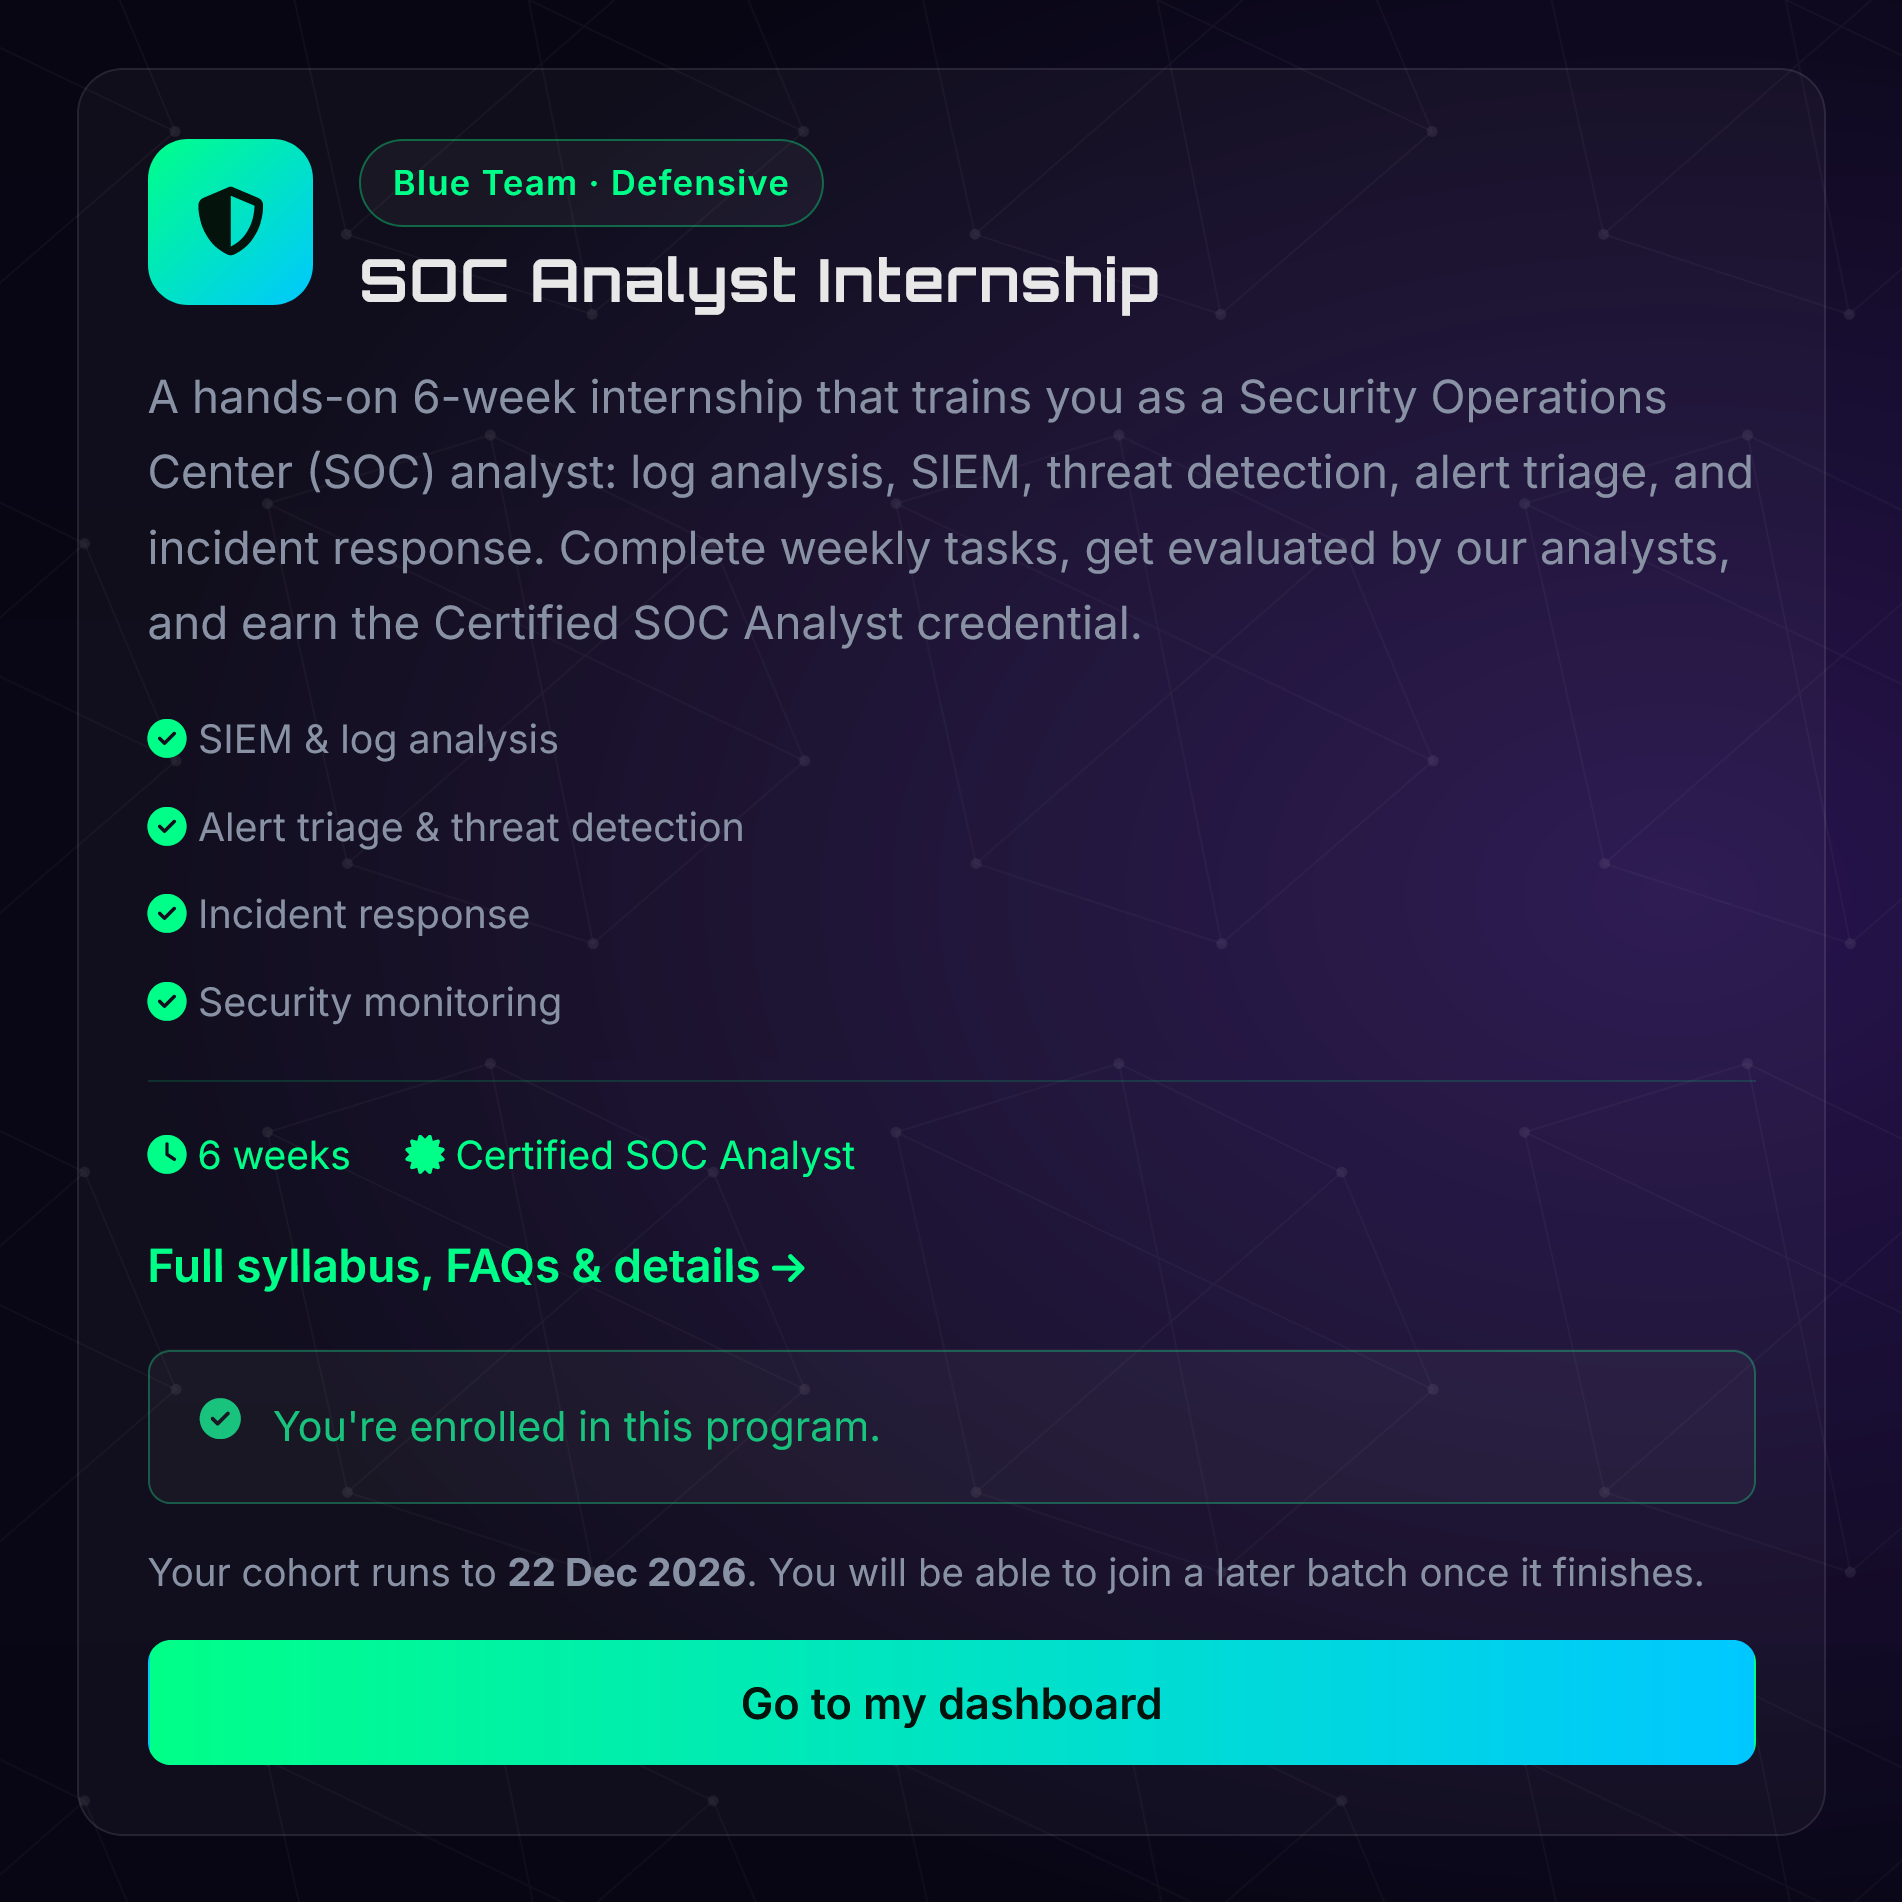 Blue Team · Defensive
SOC Analyst Internship
A hands-on 6-week internship that trains you as a Security Operations
Center (SOC) analyst: log analysis, SIEM, threat detection, alert triage, and
incident response. Complete weekly tasks, get evaluated by our analysts,
and earn the Certified SOC Analyst credential.
SIEM & log analysis
Alert triage & threat detection
Incident response
Security monitoring
6 weeks Certified SOC Analyst
Full syllabus, FAQs & details →
You're enrolled in this program.
Your cohort runs to 22 Dec 2026. You will be able to join a later batch once it finishes.
Go to my dashboard